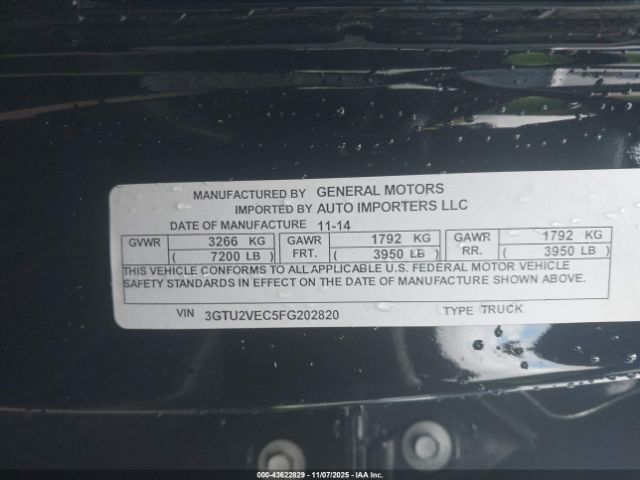 MANUFACTURED BY GENERAL MOTORS
IMPORTED BY AUTO IMPORTERS LLC
DATE OF MANUFACTURE 11-14
GVWR 3266 KG GAWR FRT. 1792 KG GAWR RR. 1792 KG
( 7200 LB ) ( 3950 LB ) ( 3950 LB )
THIS VEHICLE CONFORMS TO ALL APPLICABLE U.S. FEDERAL MOTOR VEHICLE
SAFETY STANDARDS IN EFFECT ON THE DATE OF MANUFACTURE SHOWN ABOVE.
VIN 3GTU2VEC5FG202820 TYPE TRUCK
000-43622829 11/07/2025 - IAA Inc.